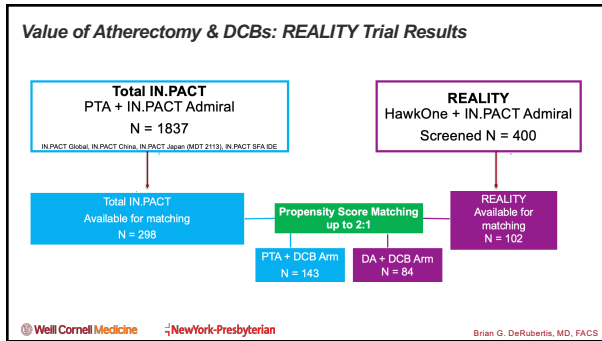 Value of Atherectomy & DCBs: REALITY Trial Results
Total IN.PACT
PTA + IN.PACT Admiral
N = 1837
IN.PACT Global, IN.PACT China, IN.PACT Japan (MDT 2113), IN.PACT SFA IDE
REALITY
HawkOne + IN.PACT Admiral
Screened N = 400
Total IN.PACT
Available for matching
N = 298
Propensity Score Matching
up to 2:1
REALITY
Available for
matching
N = 102
PTA + DCB Arm
N = 143
DA + DCB Arm
N = 84
Weill Cornell Medicine
NewYork-Presbyterian
Brian G. DeRubertis, MD, FACS